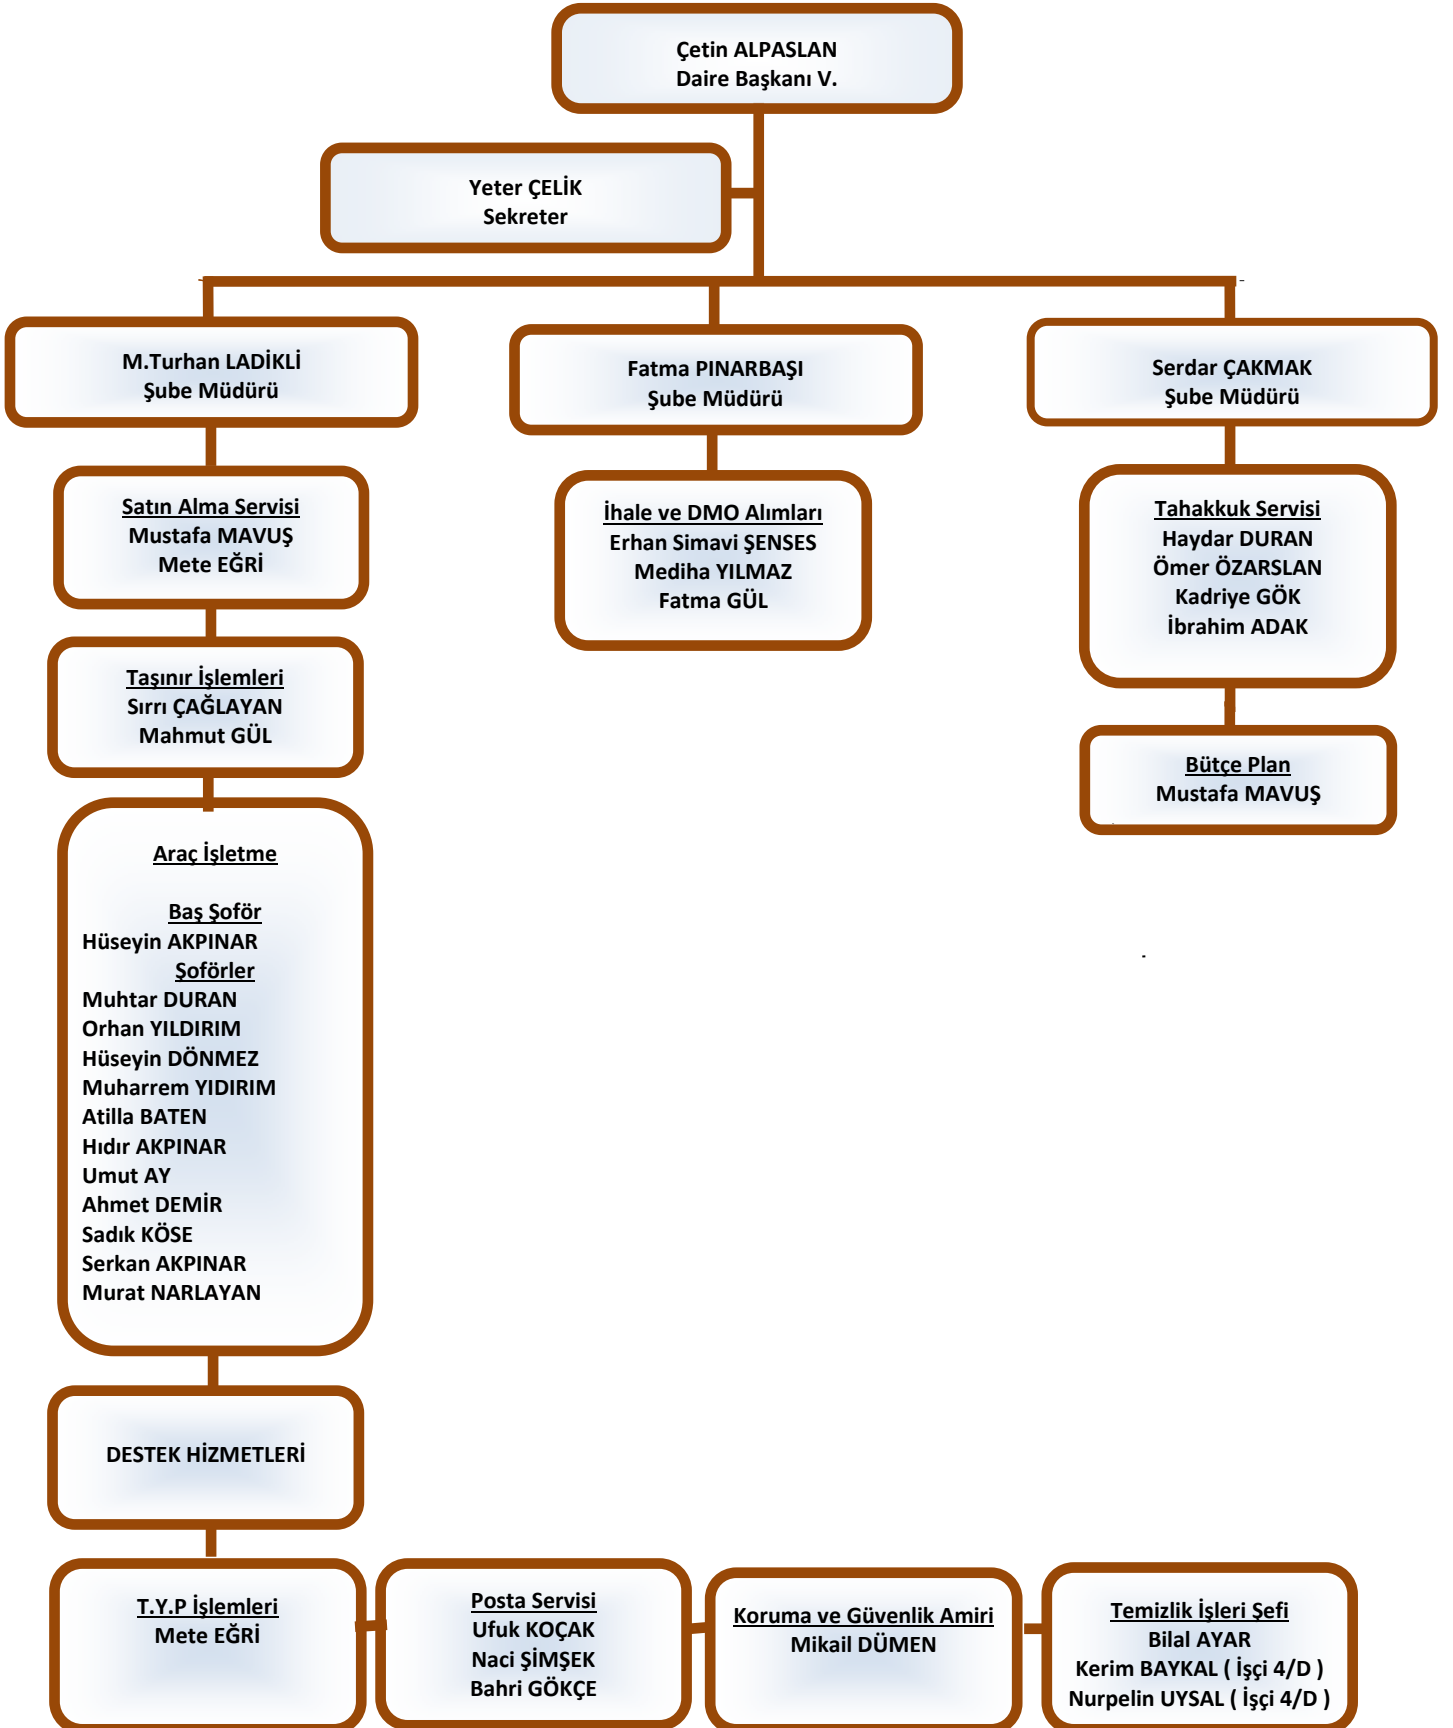 Çetin ALPASLAN
Daire Başkanı V.
Yeter ÇELİK
Sekreter
M.Turhan LADİKLİ
Şube Müdürü
Fatma PINARBAŞI
Şube Müdürü
Serdar ÇAKMAK
Şube Müdürü
Satın Alma Servisi
Mustafa MAVUŞ
Mete EĞRİ
İhale ve DMO Alımları
Erhan Simavi ŞENSES
Mediha YILMAZ
Fatma GÜL
Tahakkuk Servisi
Haydar DURAN
Ömer ÖZARSLAN
Kadriye GÖK
İbrahim ADAK
Taşınır İşlemleri
Sırrı ÇAĞLAYAN
Mahmut GÜL
Bütçe Plan
Mustafa MAVUŞ
Araç İşletme
Baş Şoför
Hüseyin AKPINAR
Şoförler
Muhtar DURAN
Orhan YILDIRIM
Hüseyin DÖNMEZ
Muharrem YIDIRIM
Atilla BATEN
Hıdır AKPINAR
Umut AY
Ahmet DEMİR
Sadık KÖSE
Serkan AKPINAR
Murat NARLAYAN
DESTEK HİZMETLERİ
T.Y.P İşlemleri
Mete EĞRİ
Posta Servisi
Ufuk KOÇAK
Naci ŞİMŞEK
Bahri GÖKÇE
Koruma ve Güvenlik Amiri
Mikail DÜMEN
Temizlik İşleri Şefi
Bilal AYAR
Kerim BAYKAL ( İşçi 4/D )
Nurpelin UYSAL ( İşçi 4/D )